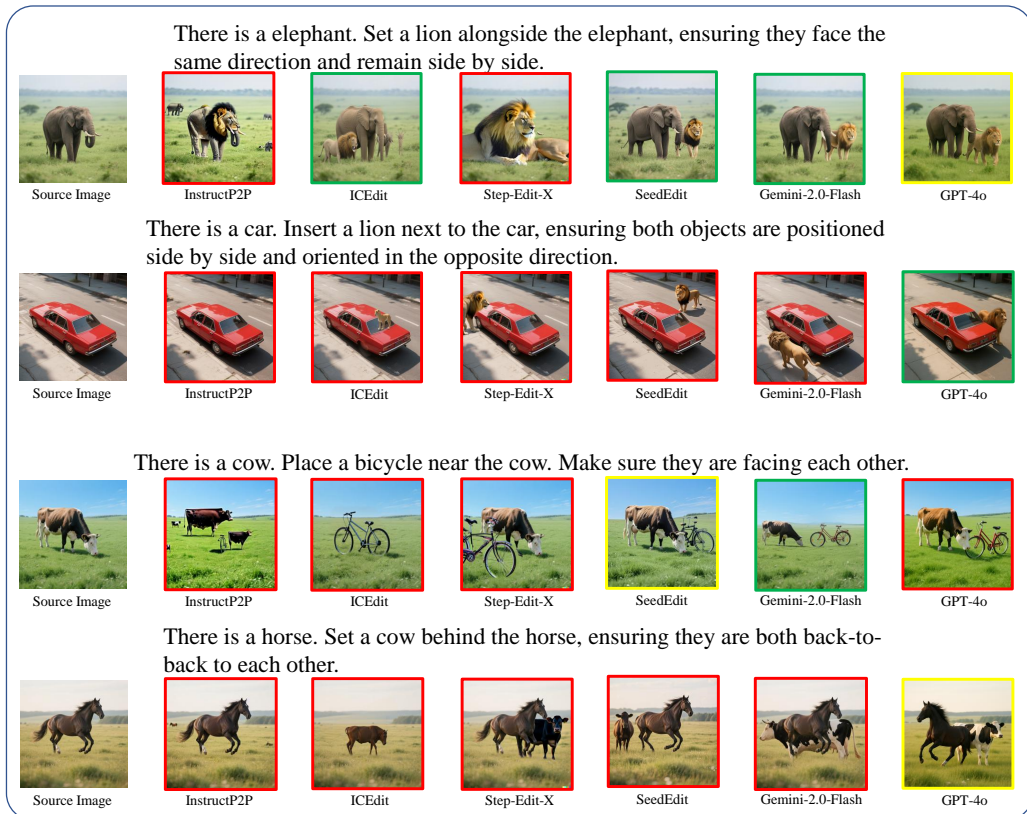 There is a elephant. Set a lion alongside the elephant, ensuring they face the
same direction and remain side by side.
Source Image
InstructP2P
ICEdit
Step-Edit-X
SeedEdit
Gemini-2.0-Flash
GPT-4o
There is a car. Insert a lion next to the car, ensuring both objects are positioned
side by side and oriented in the opposite direction.
Source Image
InstructP2P
ICEdit
Step-Edit-X
SeedEdit
Gemini-2.0-Flash
GPT-4o
There is a cow. Place a bicycle near the cow. Make sure they are facing each other.
Source Image
InstructP2P
ICEdit
Step-Edit-X
SeedEdit
Gemini-2.0-Flash
GPT-4o
There is a horse. Set a cow behind the horse, ensuring they are both back-to-
back to each other.
Source Image
InstructP2P
ICEdit
Step-Edit-X
SeedEdit
Gemini-2.0-Flash
GPT-4o